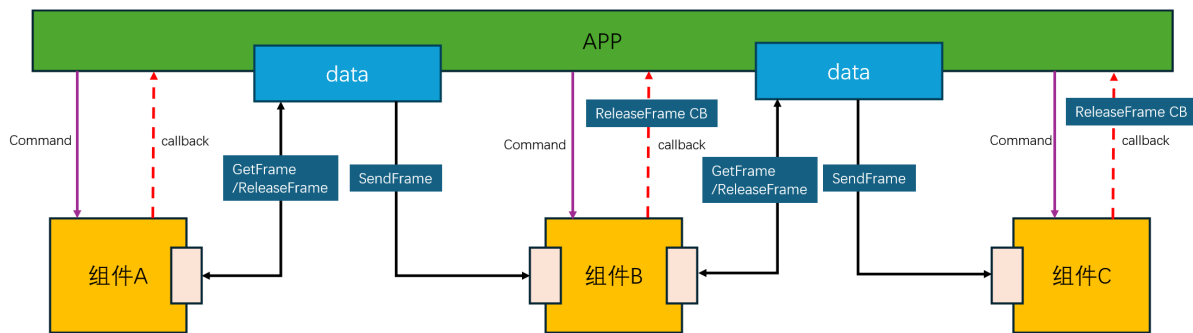 APP
data
data
Command
callback
GetFrame
/ReleaseFrame
SendFrame
ReleaseFrame CB
Command
callback
GetFrame
/ReleaseFrame
SendFrame
ReleaseFrame CB
Command
callback
组件A
组件B
组件C